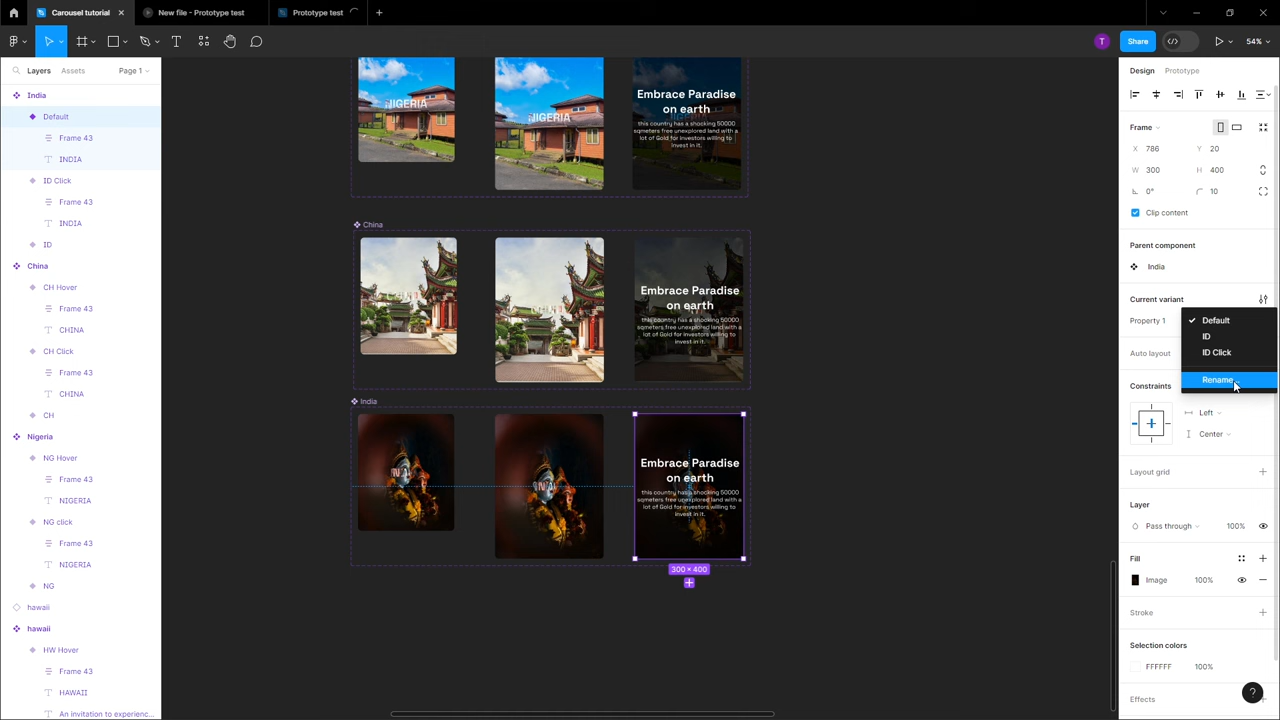 Carousel tutorial
New file - Prototype test
Prototype test
Share
54%
Layers
Assets
Page 1
India
Default
Frame 43
INDIA
ID Click
Frame 43
INDIA
ID
China
CH Hover
Frame 43
CHINA
CH Click
Frame 43
CHINA
CH
Nigeria
NG Hover
Frame 43
NIGERIA
NG click
Frame 43
NIGERIA
NG
hawaii
hawaii
HW Hover
Frame 43
HAWAII
An invitation to experienc...
NIGERIA
NIGERIA
Embrace Paradise
on earth
this country has a shocking 50000
sqmeters free unexplored land with a
lot of Gold for investors willing to
invest in it.
China
Embrace Paradise
on earth
this country has a shocking 50000
sqmeters free unexplored land with a
lot of Gold for investors willing to
invest in it.
India
Embrace Paradise
on earth
this country has a shocking 50000
sqmeters free unexplored land with a
lot of Gold for investors willing to
invest in it.
300 × 400
T
Design
Prototype
Frame
X 786 Y 20
W 300 H 400
0° 10
Clip content
Parent component
India
Current variant
Property 1
Default
ID
ID Click
Rename...
Auto layout
Constraints
Left
Center
Layout grid
Layer
Pass through 100%
Fill
Image 100%
Stroke
Selection colors
FFFFFF 100%
Effects
?